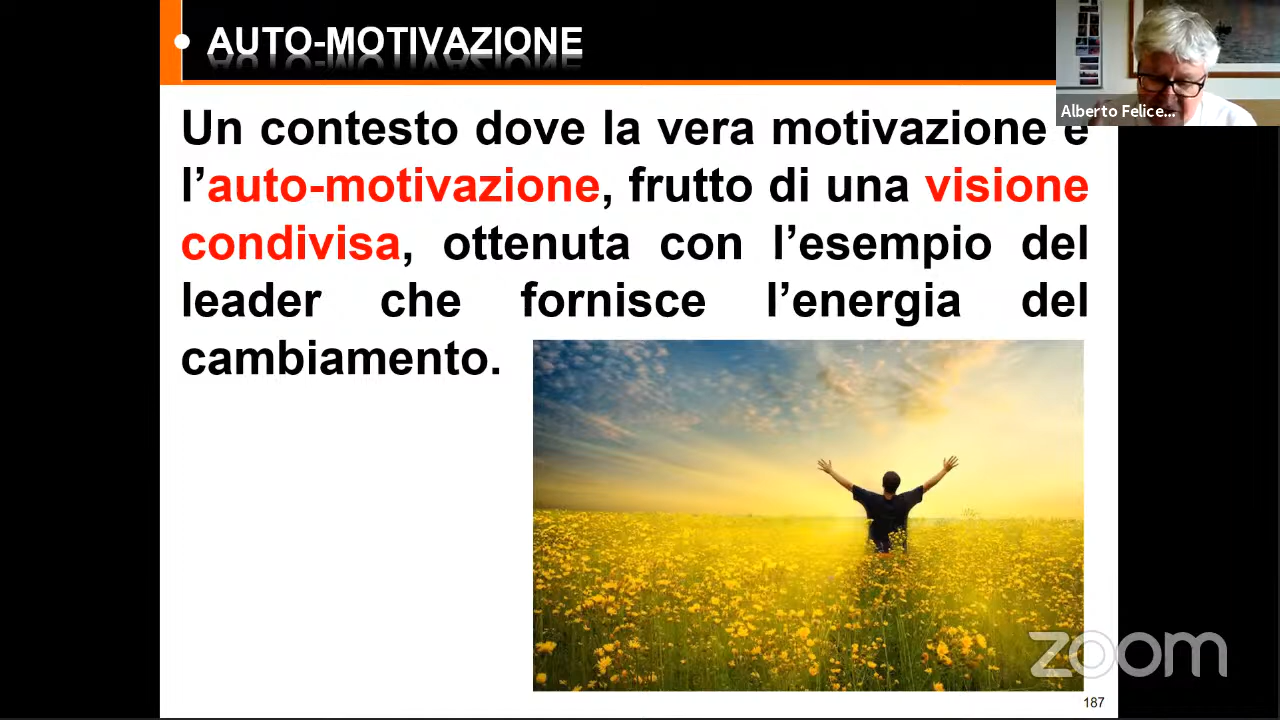 AUTO-MOTIVAZIONE
Alberto Felice...
Un contesto dove la vera motivazione è
l’auto-motivazione, frutto di una visione
condivisa, ottenuta con l’esempio del
leader che fornisce l’energia del
cambiamento.
zoom
187